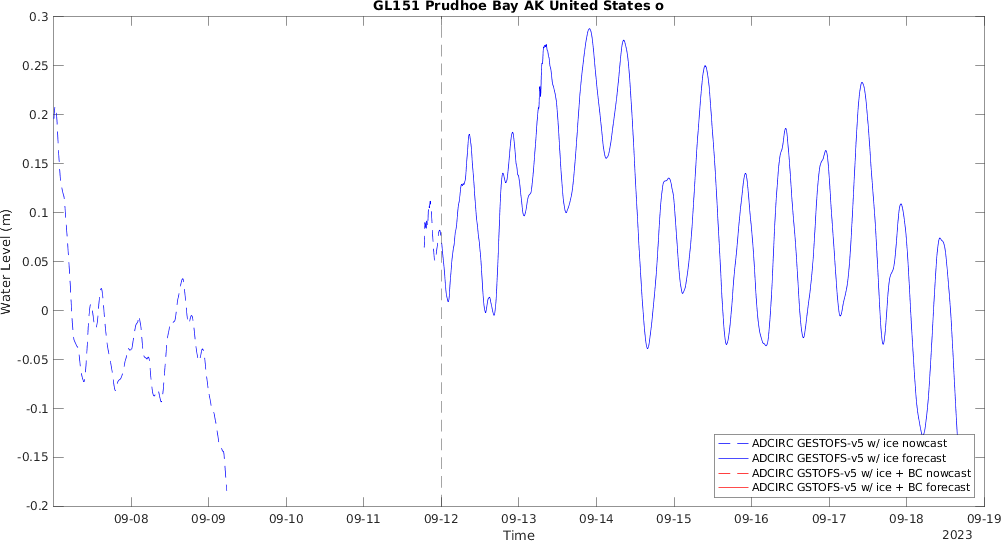 GL151 Prudhoe Bay AK United States o
0.3
0.25
0.2
0.15
0.1
0.05
0
-0.05
-0.1
-0.15
-0.2
Water Level (m)
ADCIRC GESTOFS-v5 w/ ice nowcast
ADCIRC GESTOFS-v5 w/ ice forecast
ADCIRC GSTOFS-v5 w/ ice + BC nowcast
ADCIRC GSTOFS-v5 w/ ice + BC forecast
09-08 09-09 09-10 09-11 09-12 09-13 09-14 09-15 09-16 09-17 09-18 09-19
Time
2023